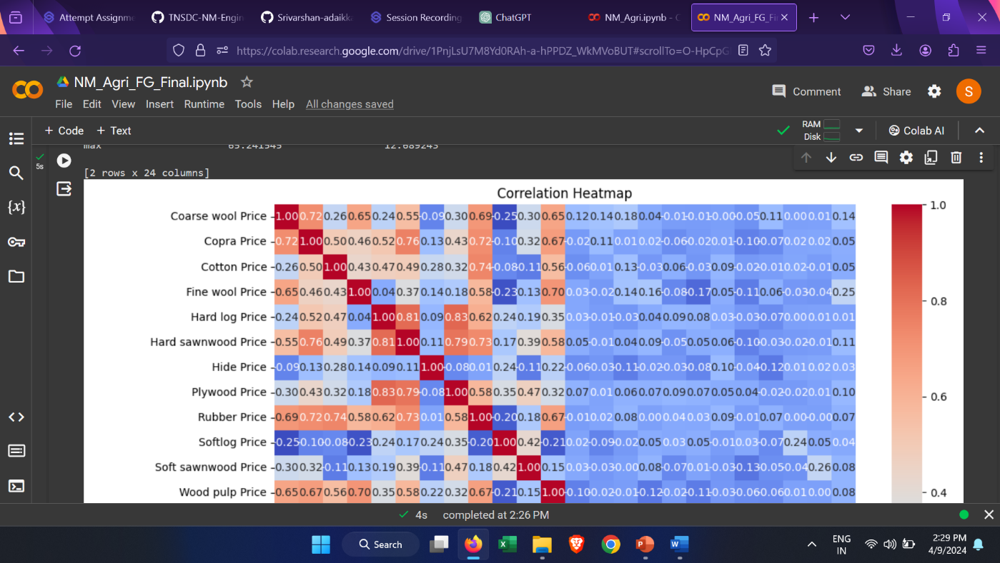 Attempt Assignme
TNSDC-NM-Engin
Srivarshan-adaikka
Session Recording
ChatGPT
NM_Agri.ipynb - C
NM_Agri_FG_Fi
https://colab.research.google.com/drive/1PnjLsU7M8Yd0RAh-a-hPPDZ_WkMVoBUT#scrollTo=O-HpCpG
NM_Agri_FG_Final.ipynb
Comment
Share
S
File Edit View Insert Runtime Tools Help All changes saved
+ Code + Text
RAM
Disk
Colab AI
max 65.241545 12.689243
5s
[2 rows x 24 columns]
Correlation Heatmap
Coarse wool Price -1.00 0.72 0.26 0.65 0.24 0.55 -0.09 0.30 0.69 -0.25 0.30 0.65 0.12 0.14 0.18 0.04 -0.01 -0.01 -0.00 -0.05 0.11 0.00 0.01 0.14
Copra Price -0.72 1.00 0.50 0.46 0.52 0.76 0.13 0.43 0.72 -0.10 0.32 0.67 -0.02 0.11 0.01 0.02 -0.06 -0.02 0.01 -0.10 -0.07 0.02 0.02 0.05
Cotton Price -0.26 0.50 1.00 0.43 0.47 0.49 0.28 0.32 0.74 -0.08 -0.11 0.56 -0.06 0.01 0.13 -0.03 0.06 -0.03 0.09 -0.02 -0.01 0.02 -0.01 0.05
Fine wool Price -0.65 0.46 0.43 1.00 0.04 0.37 0.14 0.18 0.58 -0.23 0.13 0.70 0.03 -0.02 0.14 0.16 -0.08 -0.17 0.05 -0.11 0.06 -0.03 -0.04 0.25
Hard log Price -0.24 0.52 0.47 0.04 1.00 0.81 0.09 0.83 0.62 0.24 0.19 0.35 0.03 -0.01 -0.03 0.04 0.09 0.08 0.03 -0.03 -0.07 0.00 0.01 0.01
Hard sawnwood Price -0.55 0.76 0.49 0.37 0.81 1.00 0.11 0.79 0.73 0.17 0.39 0.58 0.05 -0.01 0.04 0.09 -0.05 0.05 0.06 -0.10 -0.03 -0.02 -0.01 0.11
Hide Price -0.09 0.13 0.28 0.14 0.09 0.11 1.00 -0.08 0.01 0.24 -0.11 0.22 -0.06 -0.03 -0.11 -0.02 -0.03 -0.08 0.10 -0.04 -0.12 0.01 0.02 0.03
Plywood Price -0.30 0.43 0.32 0.18 0.83 0.79 -0.08 1.00 0.58 0.35 0.47 0.32 0.07 0.01 0.06 0.07 0.09 0.07 0.05 0.04 -0.02 -0.02 0.01 0.10
Rubber Price -0.69 0.72 0.74 0.58 0.62 0.73 0.01 0.58 1.00 -0.20 0.18 0.67 -0.01 0.02 0.08 0.00 0.04 0.03 0.09 -0.01 0.07 0.00 -0.00 0.07
Softlog Price -0.25 -0.10 -0.08 -0.23 0.24 0.17 0.24 0.35 -0.20 1.00 0.42 -0.21 0.02 -0.09 -0.02 0.05 0.03 0.05 -0.01 0.03 -0.07 0.24 0.05 0.04
Soft sawnwood Price -0.30 0.32 -0.11 0.13 0.19 0.39 -0.11 0.47 0.18 0.42 1.00 0.15 0.03 -0.03 -0.00 0.08 -0.07 0.01 -0.03 -0.13 -0.05 -0.04 0.26 0.08
Wood pulp Price -0.65 0.67 0.56 0.70 0.35 0.58 0.22 0.32 0.67 -0.21 0.15 1.00 -0.10 -0.02 -0.01 -0.12 -0.02 -0.11 -0.03 -0.06 -0.06 0.01 0.00 0.08
1.0
0.8
0.6
0.4
4s completed at 2:26 PM
Search
ENG
IN
2:29 PM
4/9/2024